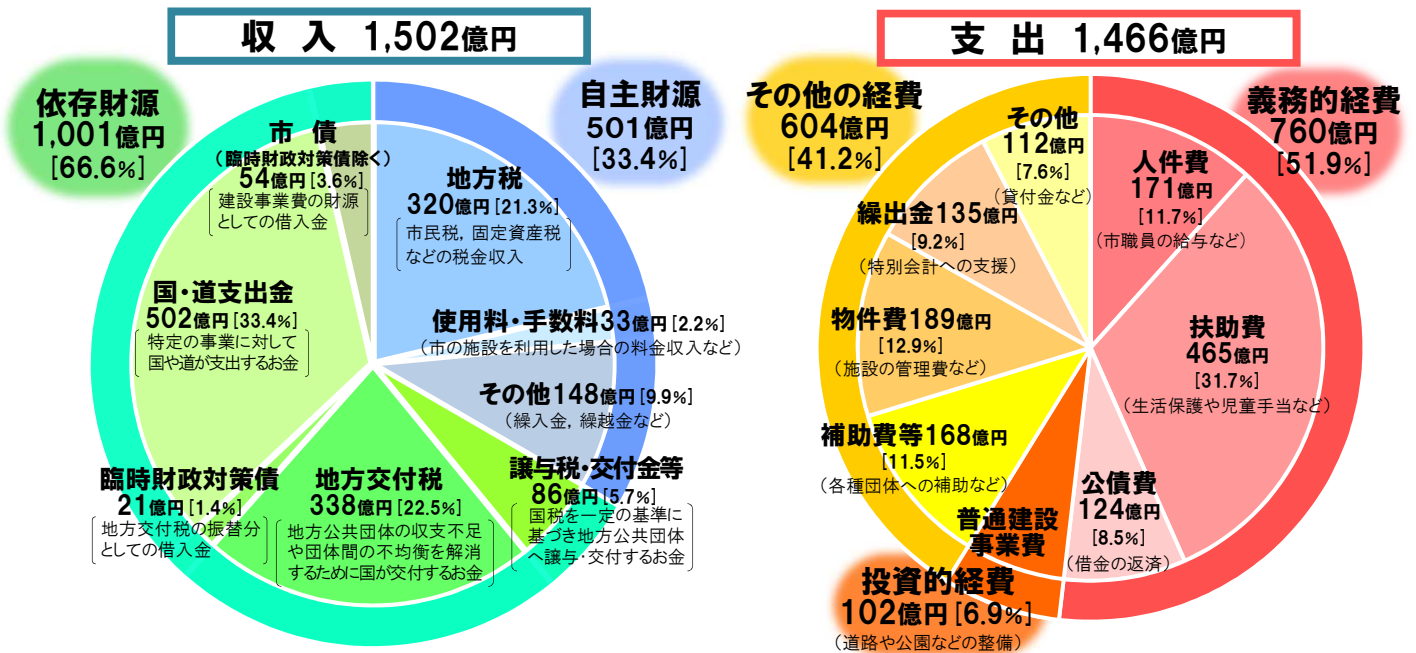 収 入 1,502億円
依存財源
1,001億円
[66.6%]
自主財源
501億円
[33.4%]
市 債
（臨時財政対策債除く）
54億円[3.6%]
建設事業費の財源
としての借入金
地方税
320億円[21.3%]
市民税，固定資産税
などの税金収入
国・道支出金
502億円[33.4%]
特定の事業に対して
国や道が支出するお金
使用料・手数料33億円[2.2%]
（市の施設を利用した場合の料金収入など）
その他148億円[9.9%]
（繰入金，繰越金など）
臨時財政対策債
21億円[1.4%]
地方交付税の振替分
としての借入金
地方交付税
338億円[22.5%]
地方公共団体の収支不足
や団体間の不均衡を解消
するために国が交付するお金
譲与税・交付金等
86億円[5.7%]
国税を一定の基準に
基づき地方公共団体
へ譲与・交付するお金
支 出 1,466億円
その他の経費
604億円
[41.2%]
義務的経費
760億円
[51.9%]
その他
112億円
[7.6%]
（貸付金など）
人件費
171億円
[11.7%]
（市職員の給与など）
繰出金135億円
[9.2%]
（特別会計への支援）
物件費189億円
[12.9%]
（施設の管理費など）
扶助費
465億円
[31.7%]
（生活保護や児童手当など）
補助費等168億円
[11.5%]
（各種団体への補助など）
公債費
124億円
[8.5%]
（借金の返済）
普通建設
事業費
投資的経費
102億円[6.9%]
（道路や公園などの整備）